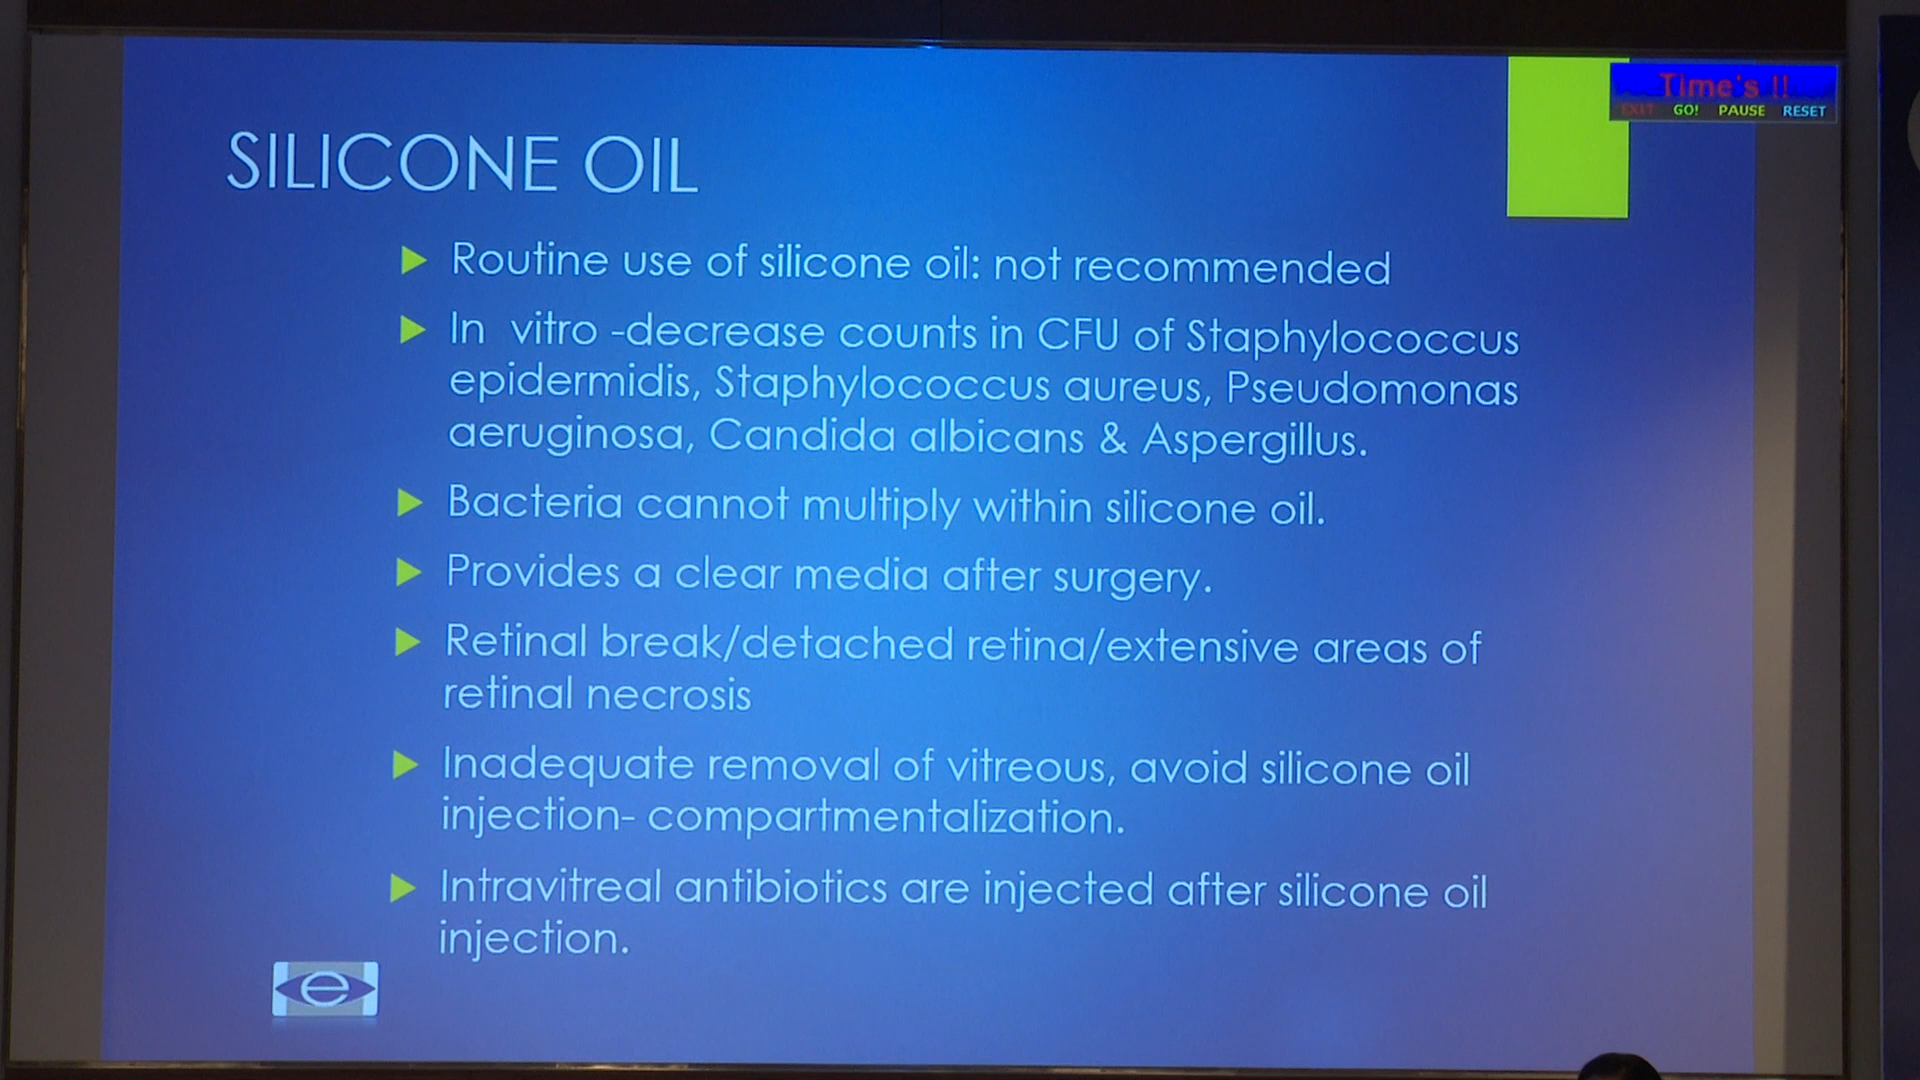 Time's !!
EXIT GO! PAUSE RESET
SILICONE OIL
Routine use of silicone oil: not recommended
In vitro -decrease counts in CFU of Staphylococcus
epidermidis, Staphylococcus aureus, Pseudomonas
aeruginosa, Candida albicans & Aspergillus.
Bacteria cannot multiply within silicone oil.
Provides a clear media after surgery.
Retinal break/detached retina/extensive areas of
retinal necrosis
Inadequate removal of vitreous, avoid silicone oil
injection- compartmentalization.
Intravitreal antibiotics are injected after silicone oil
injection.
e